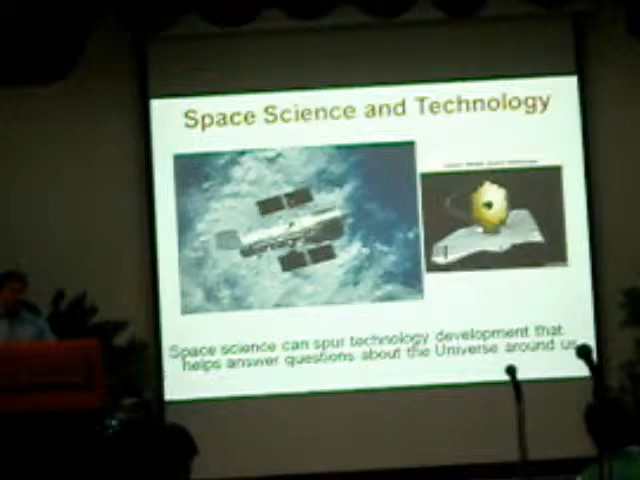 Space Science and Technology
Space science can spur technology development that
helps answer questions about the Universe around us